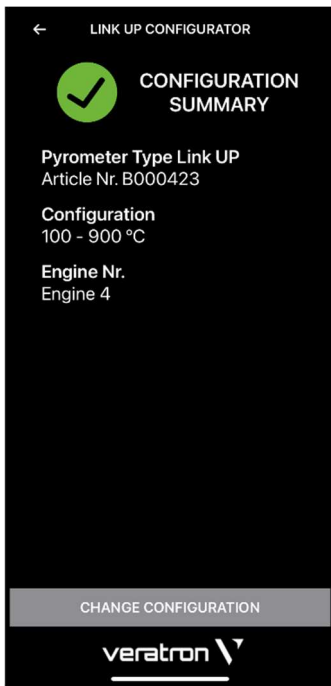 LINK UP CONFIGURATOR
CONFIGURATION
SUMMARY
Pyrometer Type Link UP
Article Nr. B000423
Configuration
100 - 900 °C
Engine Nr.
Engine 4
CHANGE CONFIGURATION
veratron